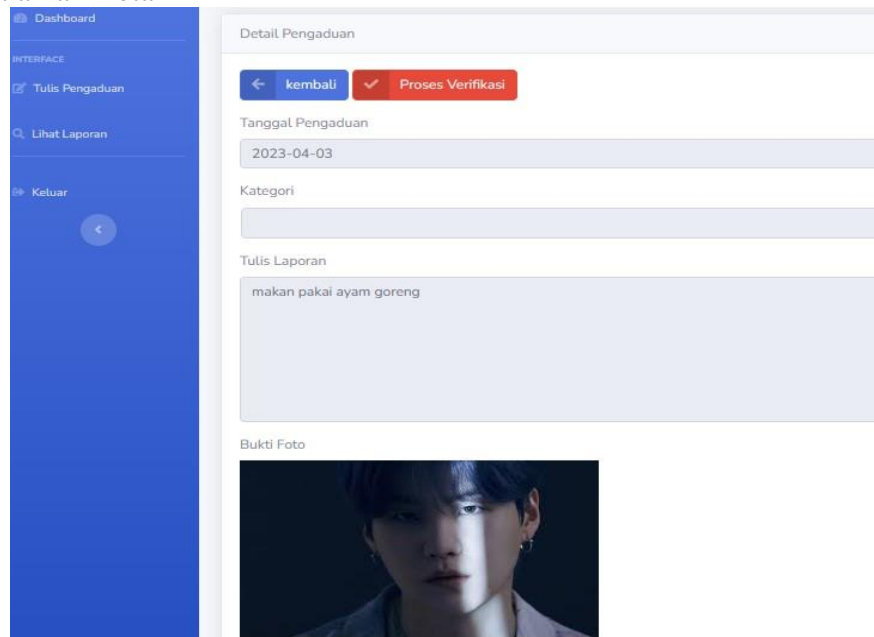 Dashboard
Detail Pengaduan
INTERFACE
kembali
Proses Verifikasi
Tulis Pengaduan
Tanggal Pengaduan
Lihat Laporan
2023-04-03
Keluar
Kategori
Tulis Laporan
makan pakai ayam goreng
Bukti Foto